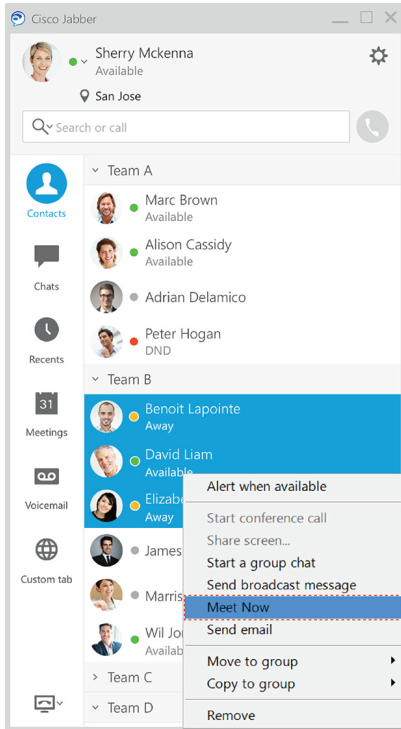 Cisco Jabber
Sherry Mckenna
Available
San Jose
Search or call
Contacts
Chats
Recents
31
Meetings
Voicemail
Custom tab
Team A
Marc Brown
Available
Alison Cassidy
Available
Adrian Delamico
Peter Hogan
DND
Team B
Benoit Lapointe
Away
David Liam
Available
Away
James
Team C
Team D
Alert when available
Start conference call
Share screen...
Start a group chat
Send broadcast message
Meet Now
Send email
Move to group
Copy to group
Remove